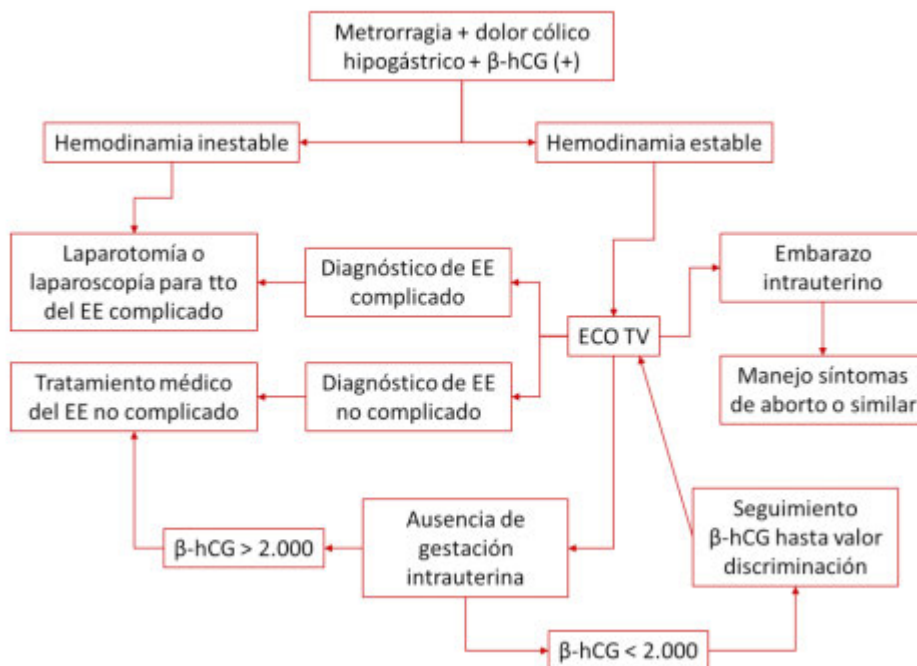 Metrorragia + dolor cólico
hipogástrico + β-hCG (+)
Hemodinamia inestable
Hemodinamia estable
Laparotomía o
laparoscopía para tto
del EE complicado
Diagnóstico de EE
complicado
Embarazo
intrauterino
ECO TV
Tratamiento médico
del EE no complicado
Diagnóstico de EE
no complicado
Manejo síntomas
de aborto o similar
β-hCG > 2.000
Ausencia de
gestación
intrauterina
Seguimiento
β-hCG hasta valor
discriminación
β-hCG < 2.000